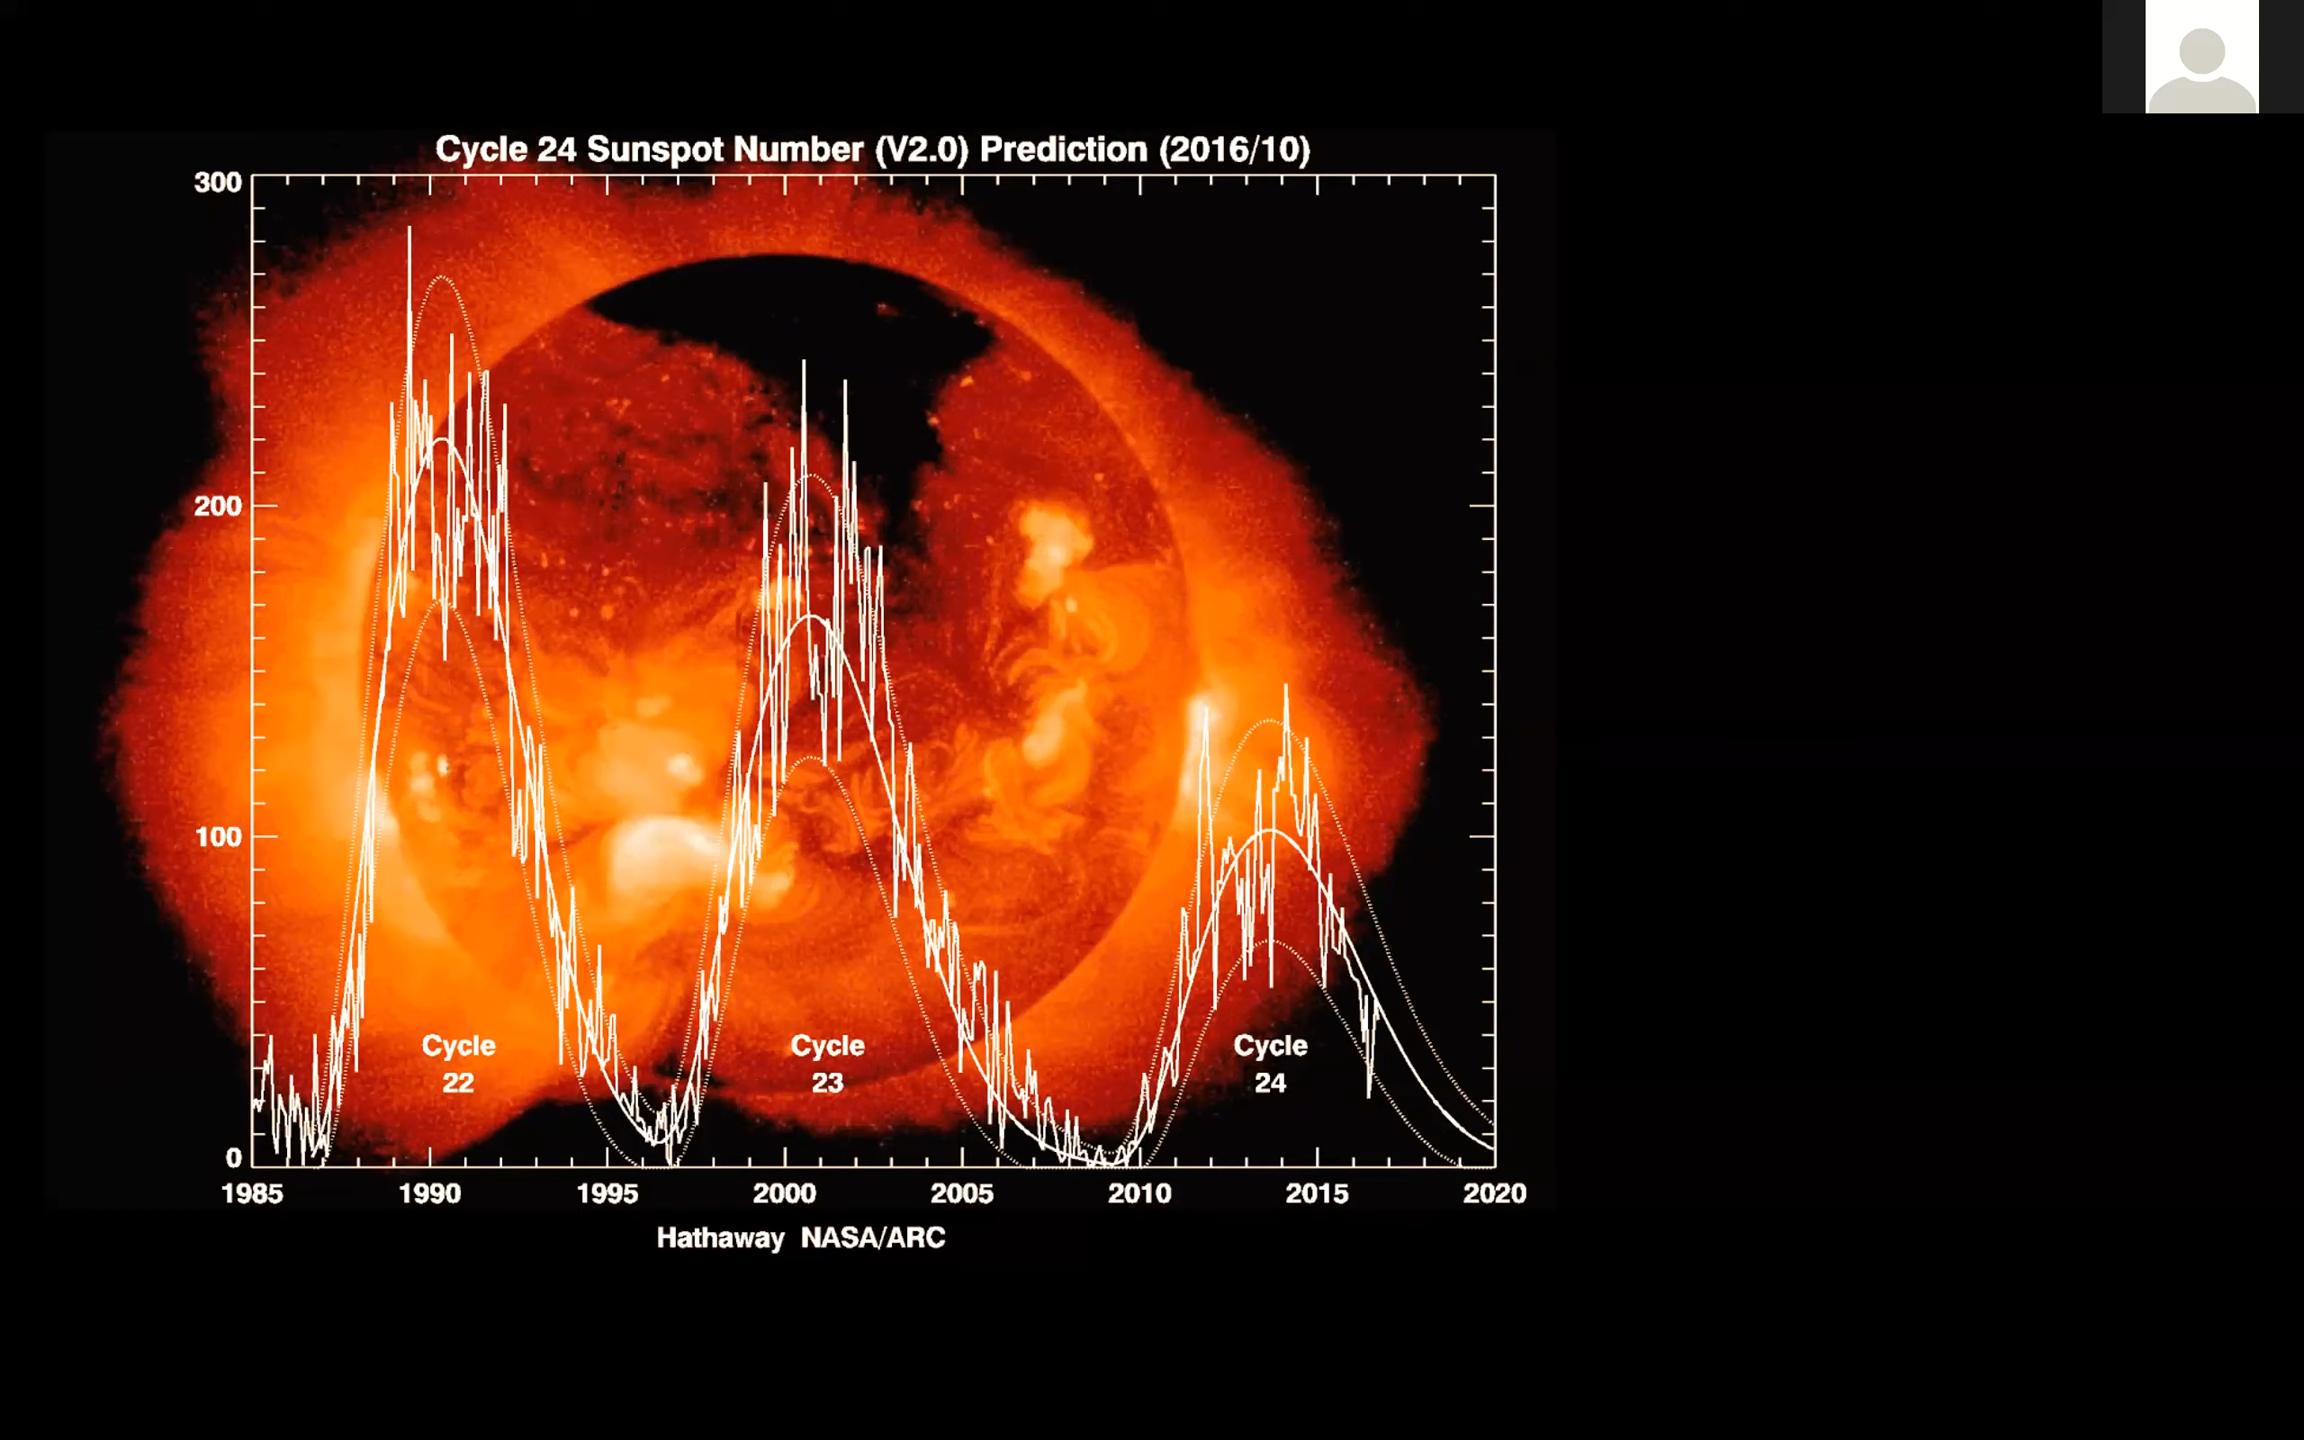 Cycle 24 Sunspot Number (V2.0) Prediction (2016/10)
300
200
100
0
Cycle
22
Cycle
23
Cycle
24
1985 1990 1995 2000 2005 2010 2015 2020
Hathaway NASA/ARC